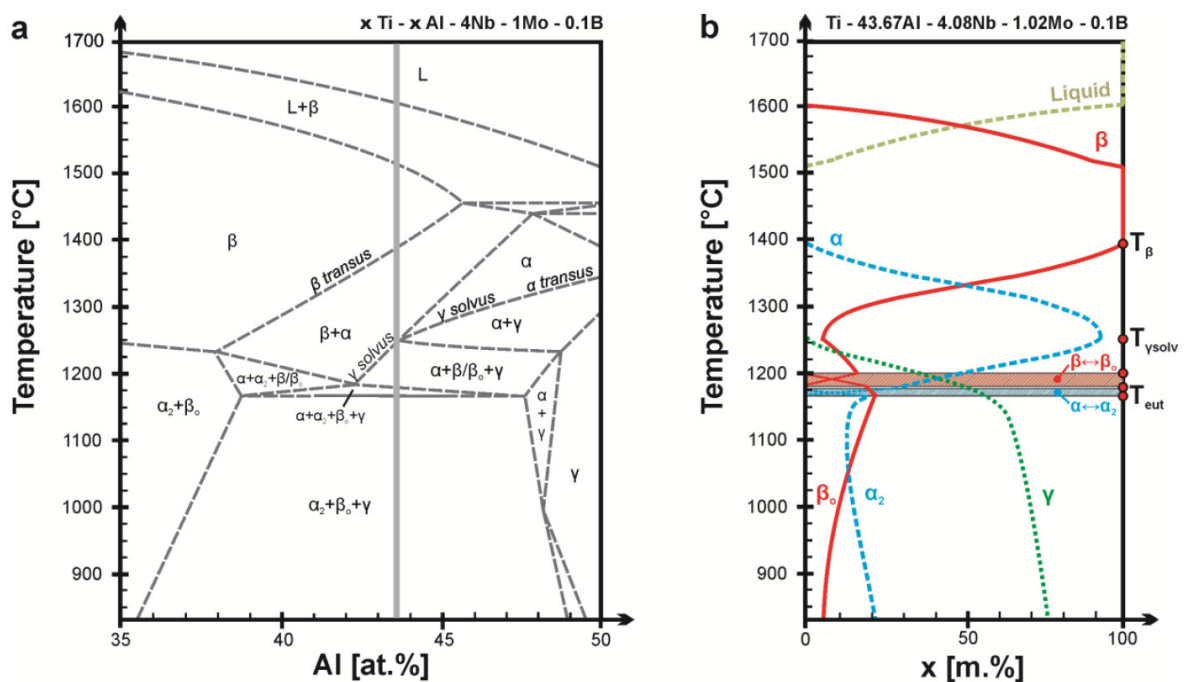 a
x Ti - x Al - 4Nb - 1Mo - 0.1B
Temperature [°C]
1700
1600
1500
1400
1300
1200
1100
1000
900
L
L+β
β
β transus
α
γ solvus
α transus
β+α
γ solvus
α+γ
α+α₂+β/βₒ
α+β/βₒ+γ
α₂+βₒ
α+α₂+βₒ+γ
α
+
γ
γ
α₂+βₒ+γ
35
40
45
50
Al [at.%]
b
Ti - 43.67Al - 4.08Nb - 1.02Mo - 0.1B
Temperature [°C]
1700
1600
1500
1400
1300
1200
1100
1000
900
Liquid
β
α
Tβ
Tγsolv
β↔βₒ
Teut
α↔α₂
βₒ
α₂
γ
0
50
100
x [m.%]